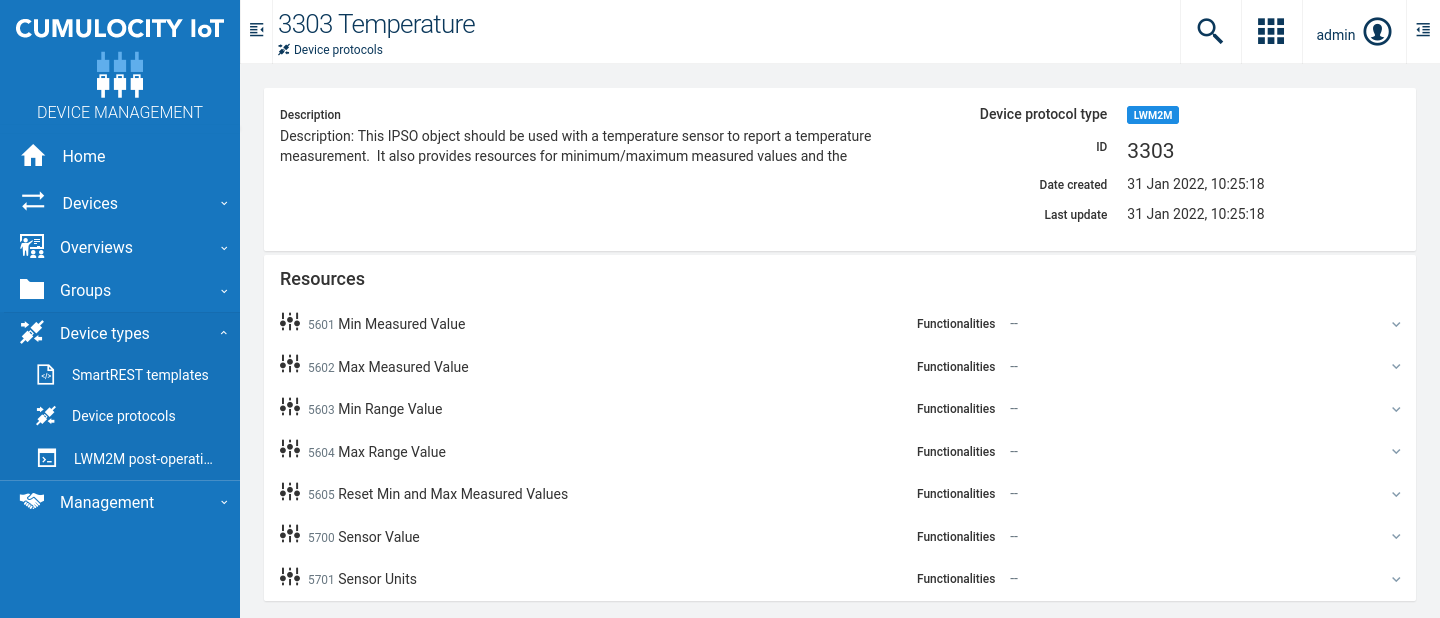 CUMULOCITY IoT
DEVICE MANAGEMENT
Home
Devices
Overviews
Groups
Device types
SmartREST templates
Device protocols
LWM2M post-operati...
Management
3303 Temperature
Device protocols
admin
Description
Description: This IPSO object should be used with a temperature sensor to report a temperature
measurement.  It also provides resources for minimum/maximum measured values and the
Device protocol type LWM2M
ID 3303
Date created 31 Jan 2022, 10:25:18
Last update 31 Jan 2022, 10:25:18
Resources
5601 Min Measured Value Functionalities --
5602 Max Measured Value Functionalities --
5603 Min Range Value Functionalities --
5604 Max Range Value Functionalities --
5605 Reset Min and Max Measured Values Functionalities --
5700 Sensor Value Functionalities --
5701 Sensor Units Functionalities --